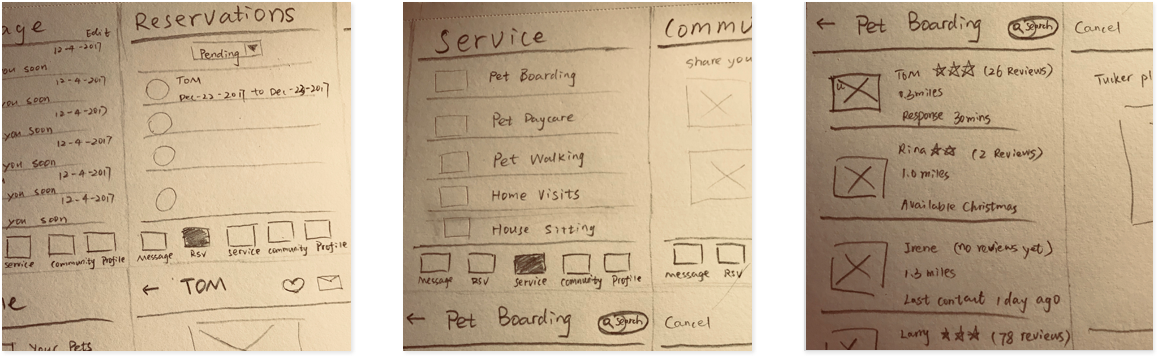 age
Edit
12-4-2017
you soon
12-4-2017
you soon
12-4-2017
you soon
12-4-2017
you soon
12-4-2017
you soon
12-4-2017
you soon
Service Community Profile
Reservations
Pending
TOM
Dec-22-2017 to Dec-23-2017
Message Rsv Service Community Profile
← TOM
t Your Pets
Service
Pet Boarding
Pet Daycare
Pet Walking
Home Visits
House Sitting
Message RSV Service Community Profile
← Pet Boarding Search
Commu
share you
message RSV
Cancel
← Pet Boarding Search
Tom ☆☆☆ (26 Reviews)
miles
Response 30mins
Rina ☆☆ (2 Reviews)
1.0 miles
Available Christmas
Irene (no reviews yet)
1.3 miles
Last contact 1 day ago
Larry ☆☆☆ (78 reviews)
Cancel
Tucker pl